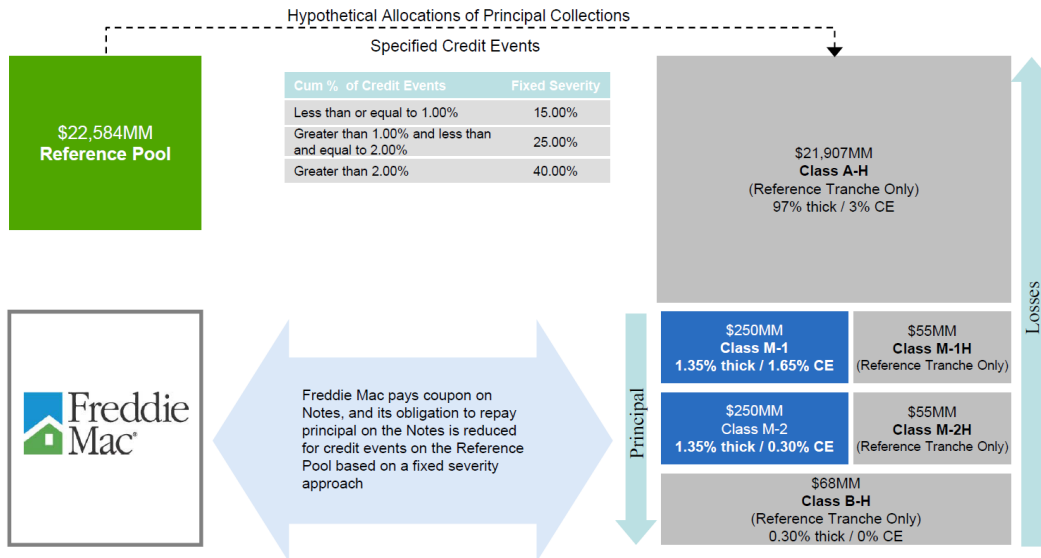 Hypothetical Allocations of Principal Collections
Specified Credit Events
$22,584MM
Reference Pool
Cum % of Credit Events Fixed Severity
Less than or equal to 1.00% 15.00%
Greater than 1.00% and less than
and equal to 2.00% 25.00%
Greater than 2.00% 40.00%
$21,907MM
Class A-H
(Reference Tranche Only)
97% thick / 3% CE
Losses
Freddie
Mac®
Freddie Mac pays coupon on
Notes, and its obligation to repay
principal on the Notes is reduced
for credit events on the Reference
Pool based on a fixed severity
approach
Principal
$250MM
Class M-1
1.35% thick / 1.65% CE
$55MM
Class M-1H
(Reference Tranche Only)
$250MM
Class M-2
1.35% thick / 0.30% CE
$55MM
Class M-2H
(Reference Tranche Only)
$68MM
Class B-H
(Reference Tranche Only)
0.30% thick / 0% CE